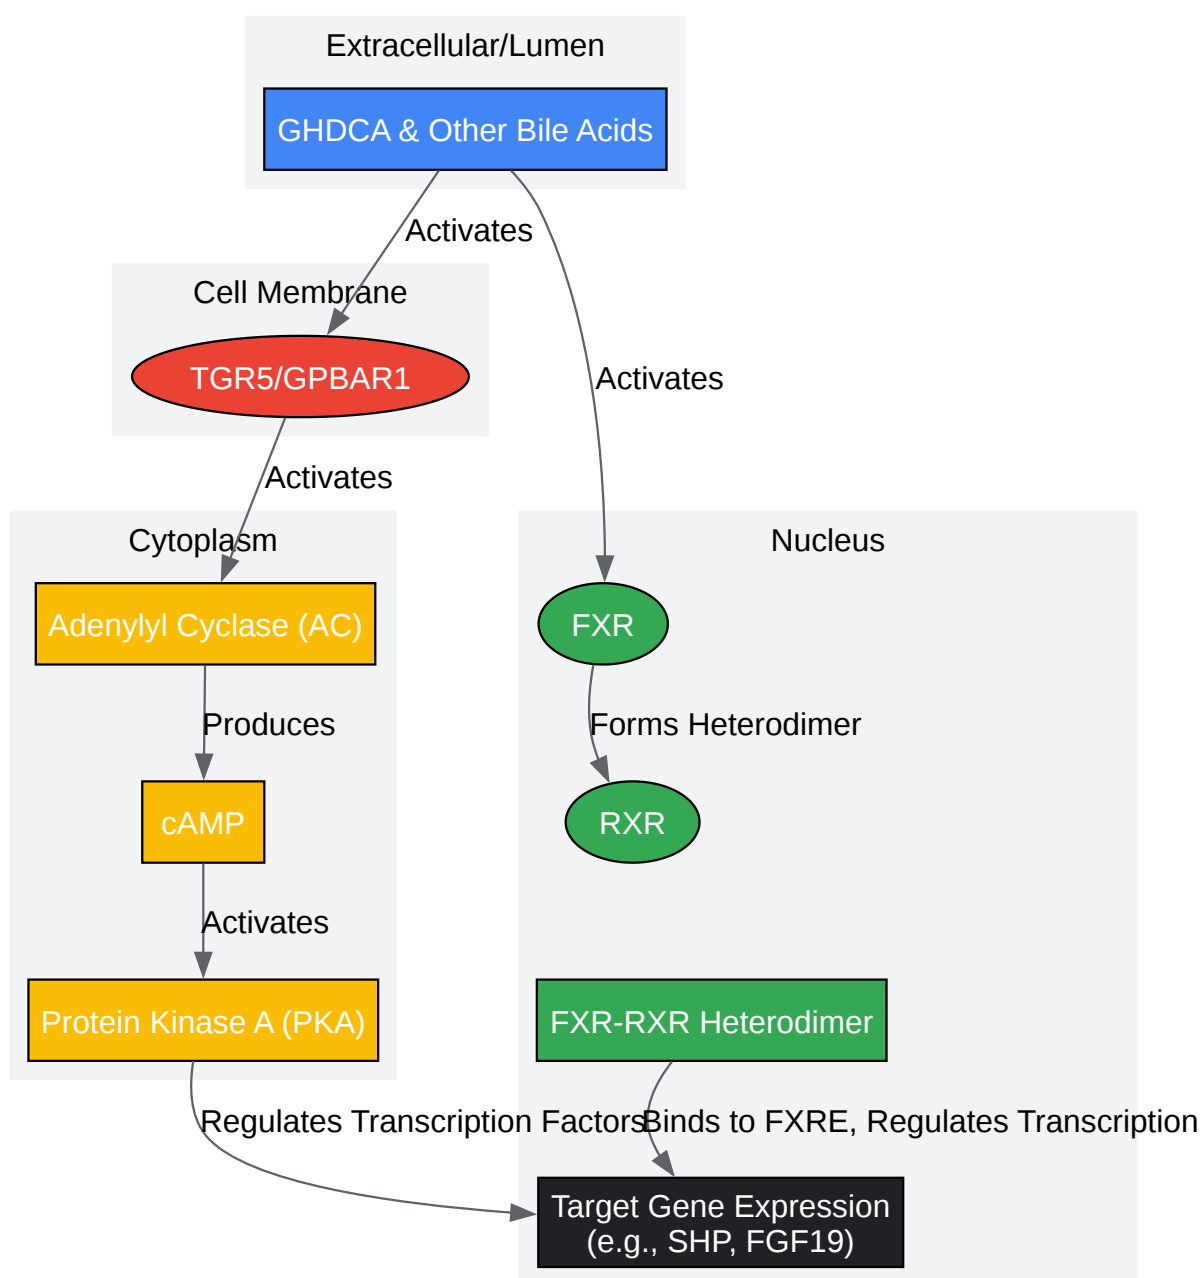 Extracellular/Lumen
GHDCA & Other Bile Acids
Activates
Cell Membrane
TGR5/GPBAR1
Activates
Activates
Cytoplasm
Nucleus
Adenylyl Cyclase (AC)
FXR
Produces
Forms Heterodimer
cAMP
RXR
Activates
Protein Kinase A (PKA)
FXR-RXR Heterodimer
Regulates Transcription Factors
Binds to FXRE, Regulates Transcription
Target Gene Expression
(e.g., SHP, FGF19)